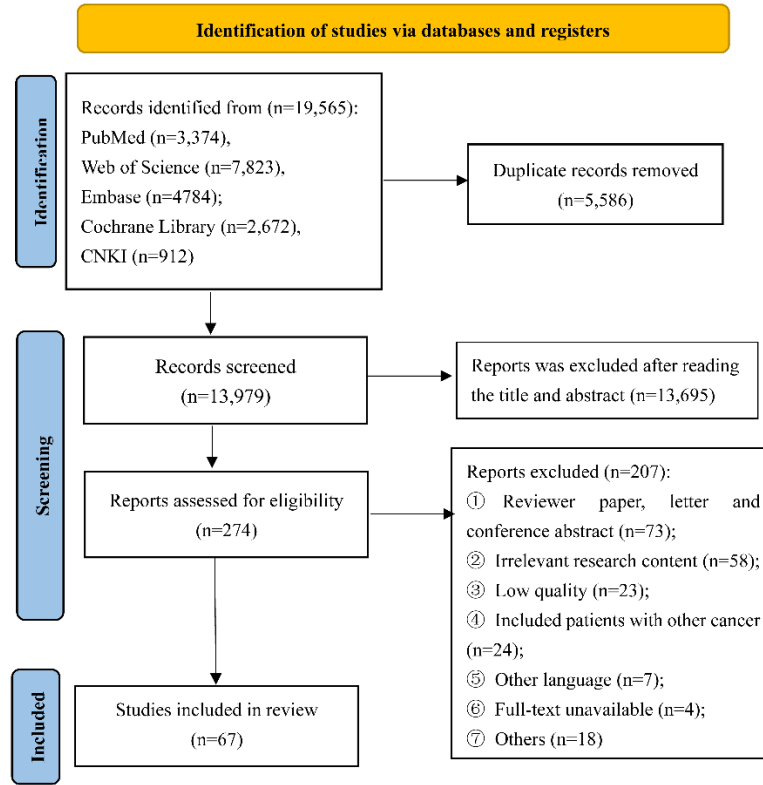 Identification of studies via databases and registers
Identification
Records identified from (n=19,565):
PubMed (n=3,374),
Web of Science (n=7,823),
Embase (n=4784);
Cochrane Library (n=2,672),
CNKI (n=912)
Duplicate records removed
(n=5,586)
Screening
Records screened
(n=13,979)
Reports was excluded after reading
the title and abstract (n=13,695)
Reports assessed for eligibility
(n=274)
Reports excluded (n=207):
① Reviewer paper, letter and
conference abstract (n=73);
② Irrelevant research content (n=58);
③ Low quality (n=23);
④ Included patients with other cancer
(n=24);
⑤ Other language (n=7);
⑥ Full-text unavailable (n=4);
⑦ Others (n=18)
Included
Studies included in review
(n=67)